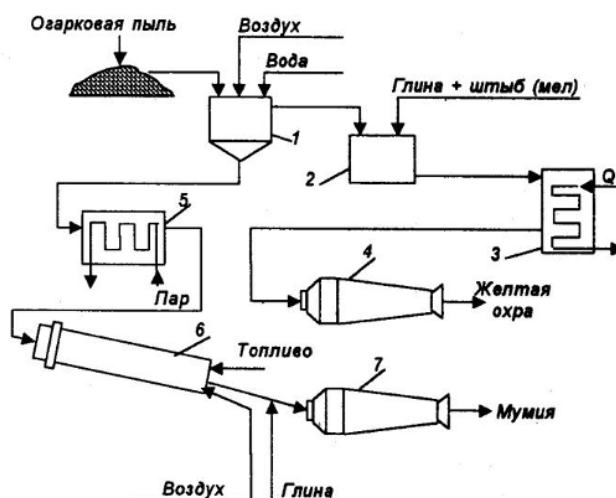 Огарковая пыль
Воздух
Вода
Глина + штыб (мел)
1
2
Q
3
5
4
Пар
Желтая
охра
6
Топливо
7
Мумия
Воздух
Глина